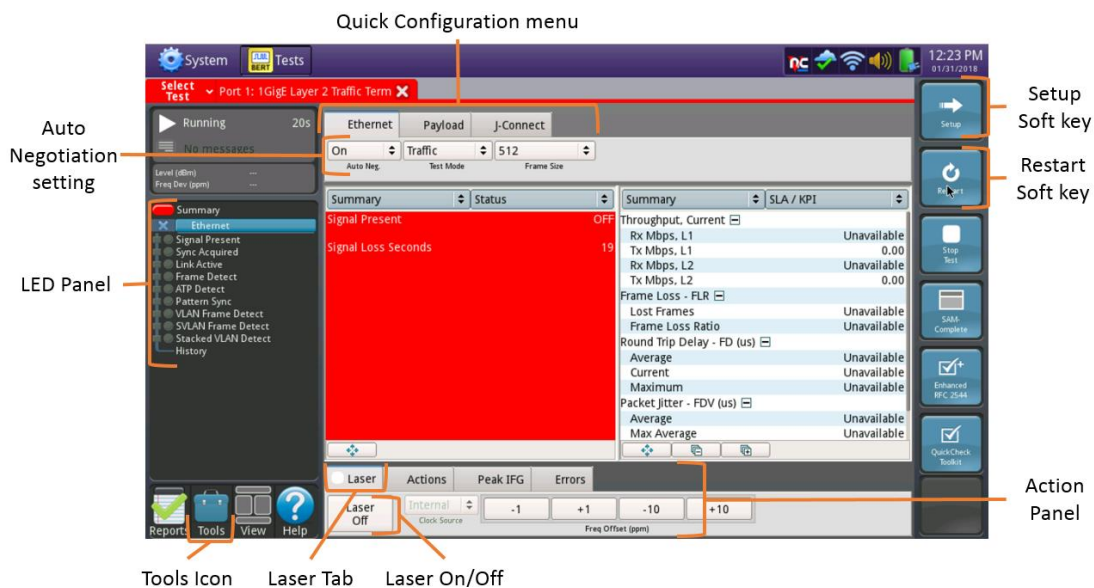 Quick Configuration menu
System
BERT
Tests
nc
12:23 PM
01/31/2018
Select Test
Port 1: 1GigE Layer 2 Traffic Term
Running 20s
No messages
Level (dBm) ---
Freq Dev (ppm) ---
Summary
Ethernet
Signal Present
Sync Acquired
Link Active
Frame Detect
ATP Detect
Pattern Sync
VLAN Frame Detect
SVLAN Frame Detect
Stacked VLAN Detect
History
Reports
Tools
View
Help
Ethernet
Payload
J-Connect
On
Traffic
512
Auto Neg.
Test Mode
Frame Size
Summary
Status
Signal Present OFF
Signal Loss Seconds 19
Summary
SLA / KPI
Throughput, Current
Rx Mbps, L1 Unavailable
Tx Mbps, L1 0.00
Rx Mbps, L2 Unavailable
Tx Mbps, L2 0.00
Frame Loss - FLR
Lost Frames Unavailable
Frame Loss Ratio Unavailable
Round Trip Delay - FD (us)
Average Unavailable
Current Unavailable
Maximum Unavailable
Packet Jitter - FDV (us)
Average Unavailable
Max Average Unavailable
Laser
Actions
Peak IFG
Errors
Laser Off
Internal
Clock Source
-1
+1
-10
+10
Freq Offset (ppm)
Setup
Restart
Stop Test
SAM-Complete
Enhanced RFC 2544
QuickCheck Toolkit
Auto
Negotiation
setting
LED Panel
Setup
Soft key
Restart
Soft key
Action
Panel
Tools Icon
Laser Tab
Laser On/Off